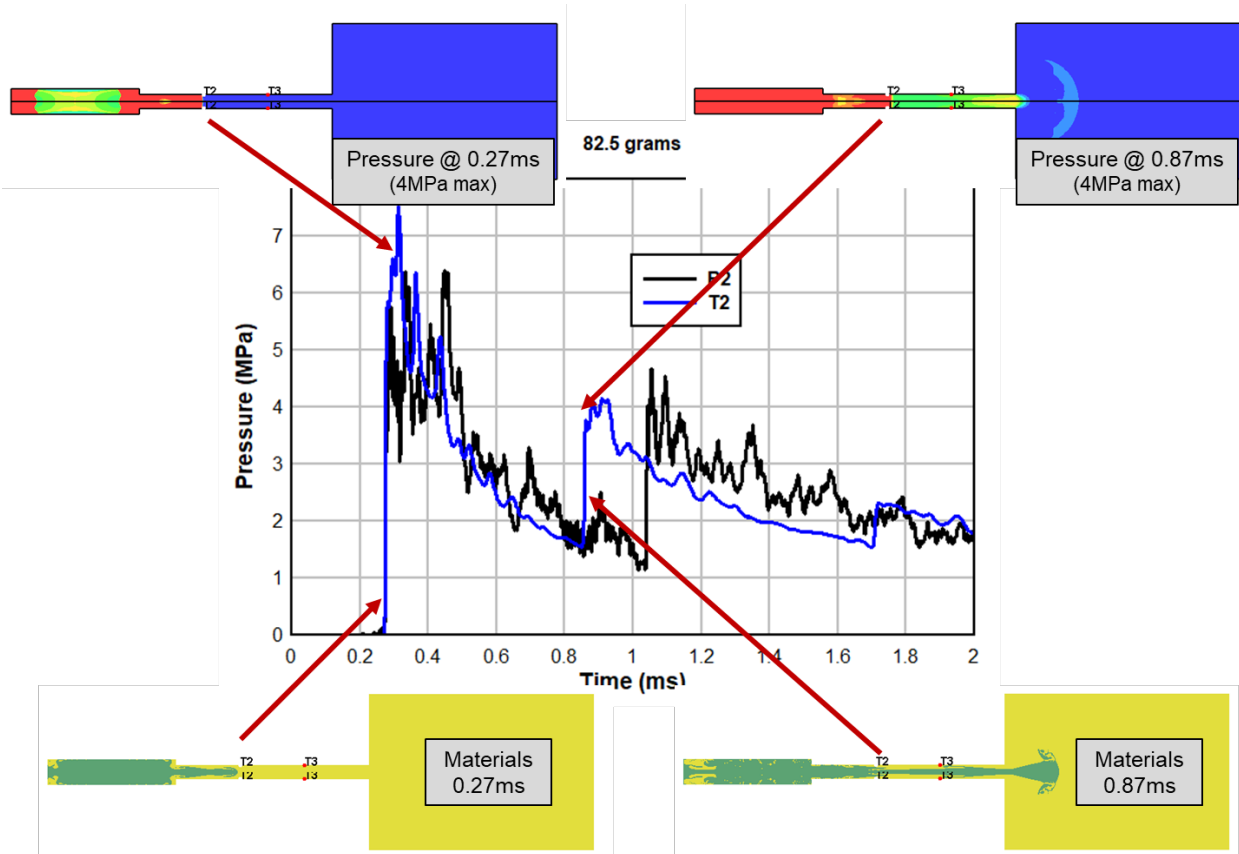 T2 T3
T2 T3
Pressure @ 0.27ms
(4MPa max)
82.5 grams
T2 T3
T2 T3
Pressure @ 0.87ms
(4MPa max)
Pressure (MPa)
7
6
5
4
3
2
1
0
T2
0 0.2 0.4 0.6 0.8 1 1.2 1.4 1.6 1.8 2
Time (ms)
T2 T3
T2 T3
Materials
0.27ms
T2 T3
T2 T3
Materials
0.87ms